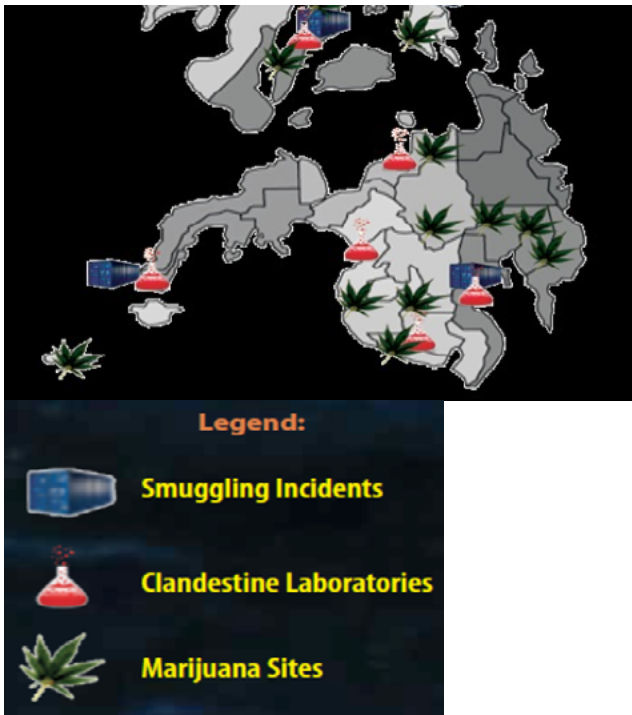 Legend:
Smuggling Incidents
Clandestine Laboratories
Marijuana Sites